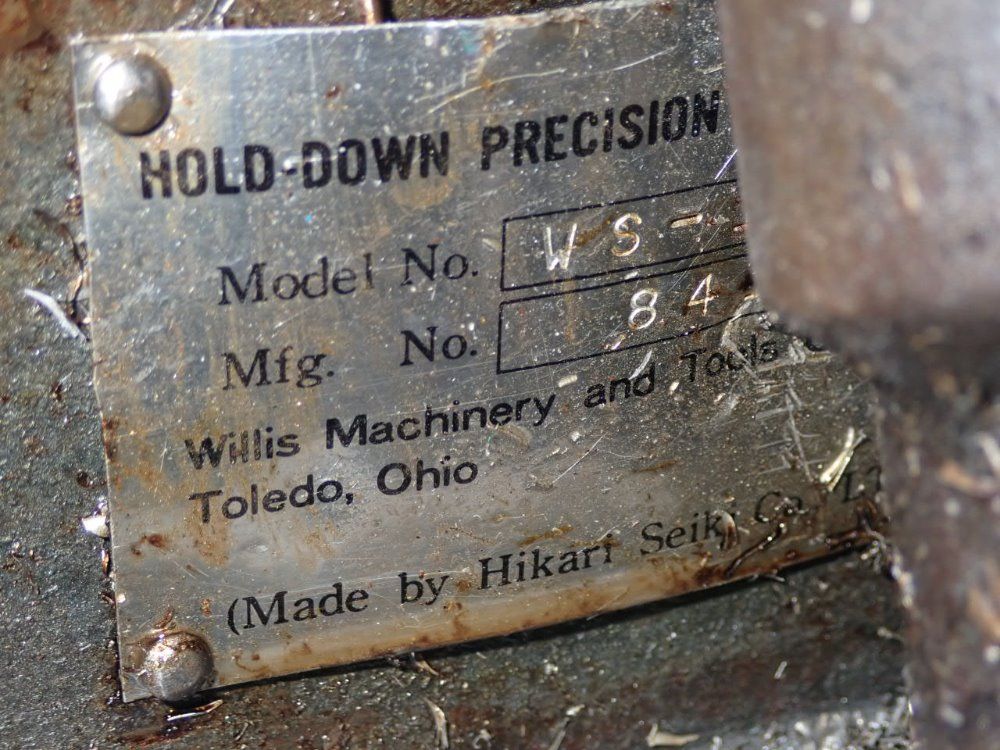 HOLD-DOWN PRECISION
Model No. WS-
Mfg. No. 84
Willis Machinery and Tools
Toledo, Ohio
(Made by Hikari Seiki Co.